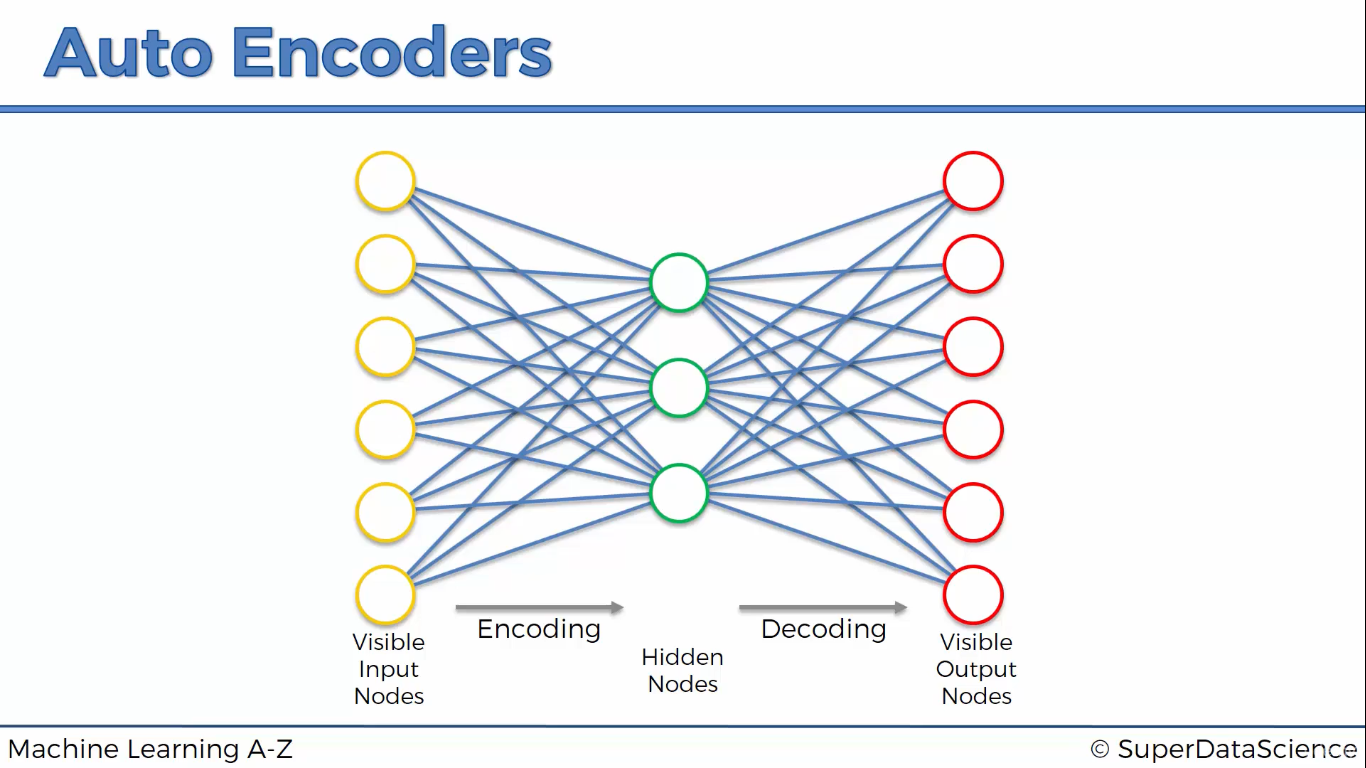 Auto Encoders
Encoding
Decoding
Visible
Input
Nodes
Hidden
Nodes
Visible
Output
Nodes
Machine Learning A-Z
© SuperDataScience